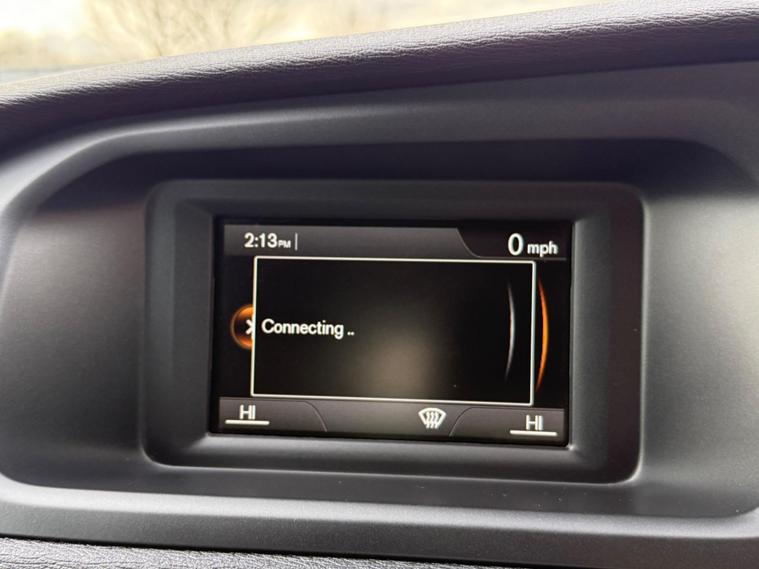 2:13PM
0 mph
Connecting ..
HI
HI